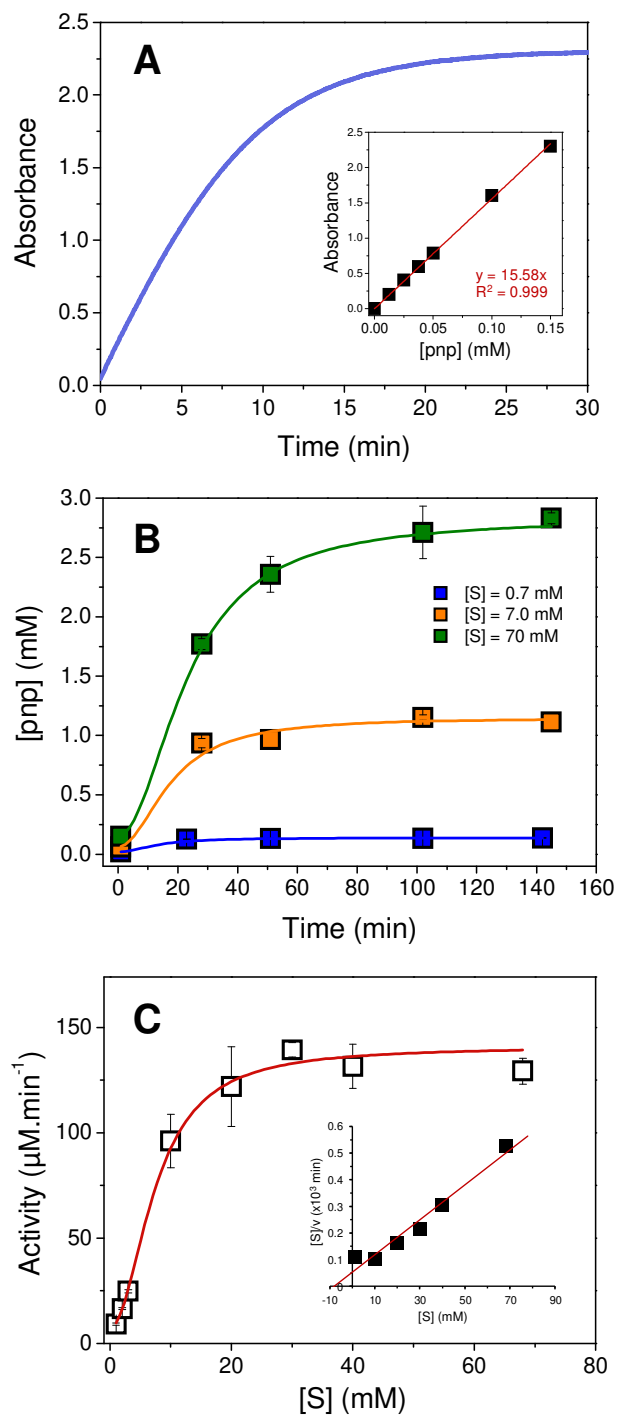 A
2.5
2.0
1.5
1.0
0.5
0.0
Absorbance
0 5 10 15 20 25 30
Time (min)
2.5
2.0
1.5
1.0
0.5
0.0
Absorbance
y = 15.58x
R² = 0.999
0.00 0.05 0.10 0.15
[pnp] (mM)
B
3.0
2.5
2.0
1.5
1.0
0.5
0.0
[pnp] (mM)
[S] = 0.7 mM
[S] = 7.0 mM
[S] = 70 mM
0 20 40 60 80 100 120 140 160
Time (min)
C
150
100
50
0
Activity (µM.min⁻¹)
0.6
0.5
0.4
0.3
0.2
0.1
0
[S]/v (x10³ min)
-10 10 30 50 70 90
[S] (mM)
0 20 40 60 80
[S] (mM)